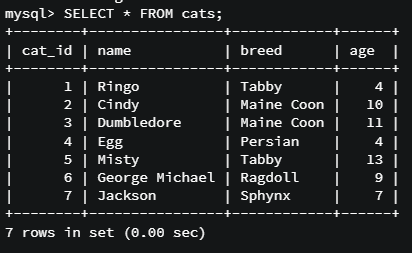 mysql> SELECT * FROM cats;
+--------+----------------+------------+------+
| cat_id | name           | breed      | age  |
+--------+----------------+------------+------+
|      1 | Ringo          | Tabby      |    4 |
|      2 | Cindy          | Maine Coon |   10 |
|      3 | Dumbledore     | Maine Coon |   11 |
|      4 | Egg            | Persian    |    4 |
|      5 | Misty          | Tabby      |   13 |
|      6 | George Michael | Ragdoll    |    9 |
|      7 | Jackson        | Sphynx     |    7 |
+--------+----------------+------------+------+
7 rows in set (0.00 sec)